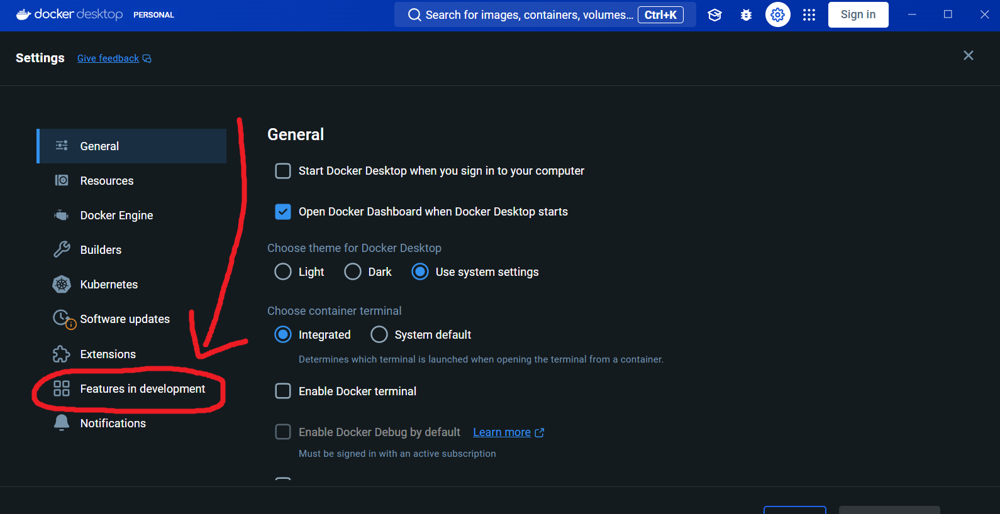 docker desktop PERSONAL
Search for images, containers, volumes... Ctrl+K
Sign in
Settings Give feedback
General
Resources
Docker Engine
Builders
Kubernetes
Software updates
Extensions
Features in development
Notifications
General
Start Docker Desktop when you sign in to your computer
Open Docker Dashboard when Docker Desktop starts
Choose theme for Docker Desktop
Light Dark Use system settings
Choose container terminal
Integrated System default
Determines which terminal is launched when opening the terminal from a container.
Enable Docker terminal
Enable Docker Debug by default Learn more
Must be signed in with an active subscription